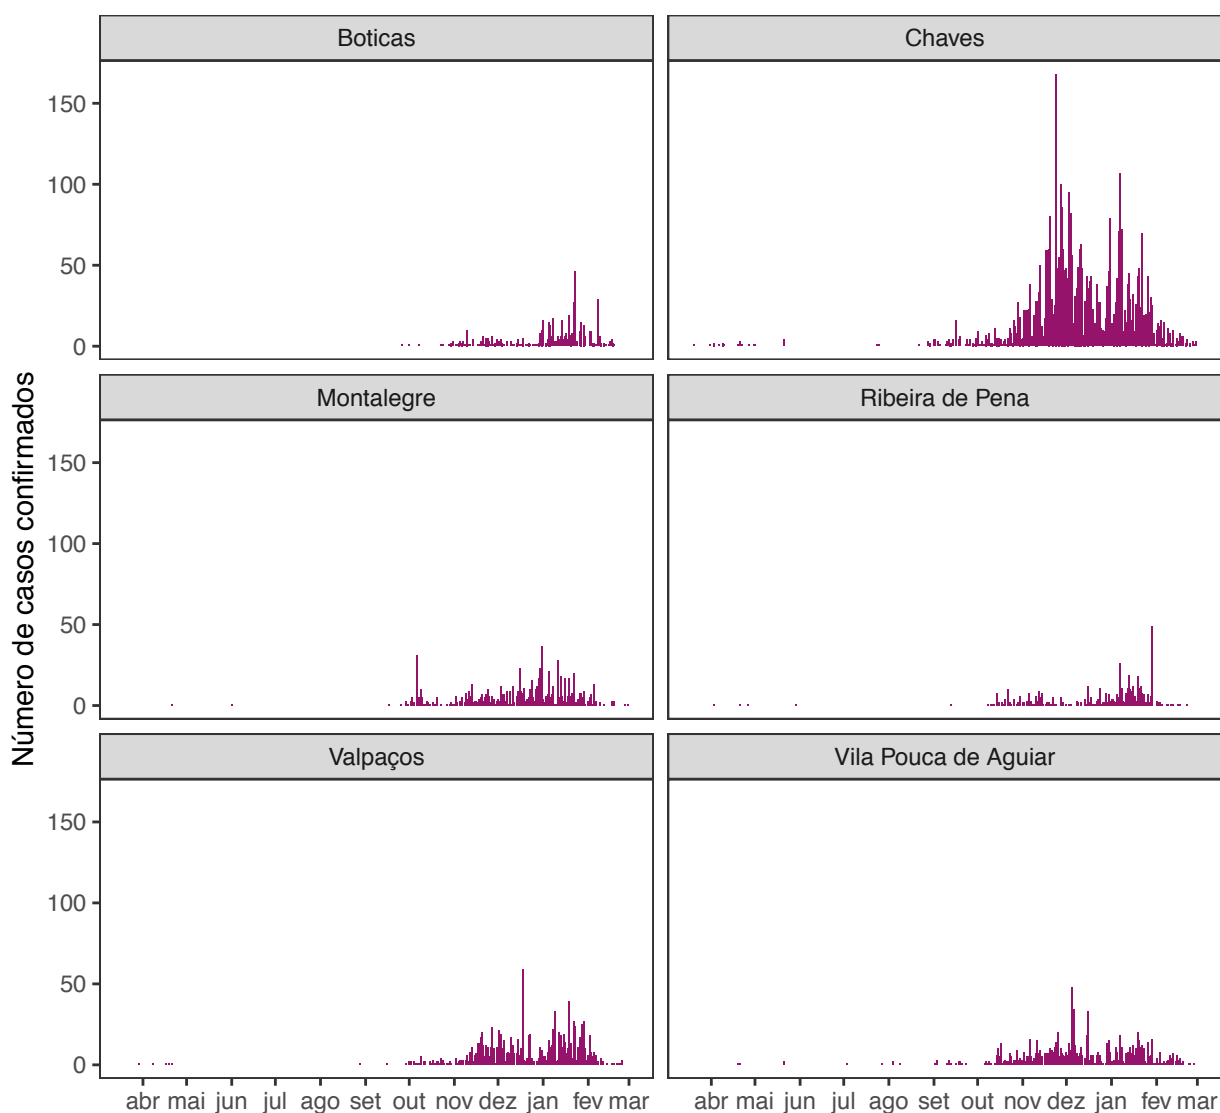 Boticas
Chaves
150
100
50
0
Montalegre
Ribeira de Pena
150
100
50
0
Valpaços
Vila Pouca de Aguiar
150
100
50
0
Número de casos confirmados
abr mai jun jul ago set out nov dez jan fev mar
abr mai jun jul ago set out nov dez jan fev mar